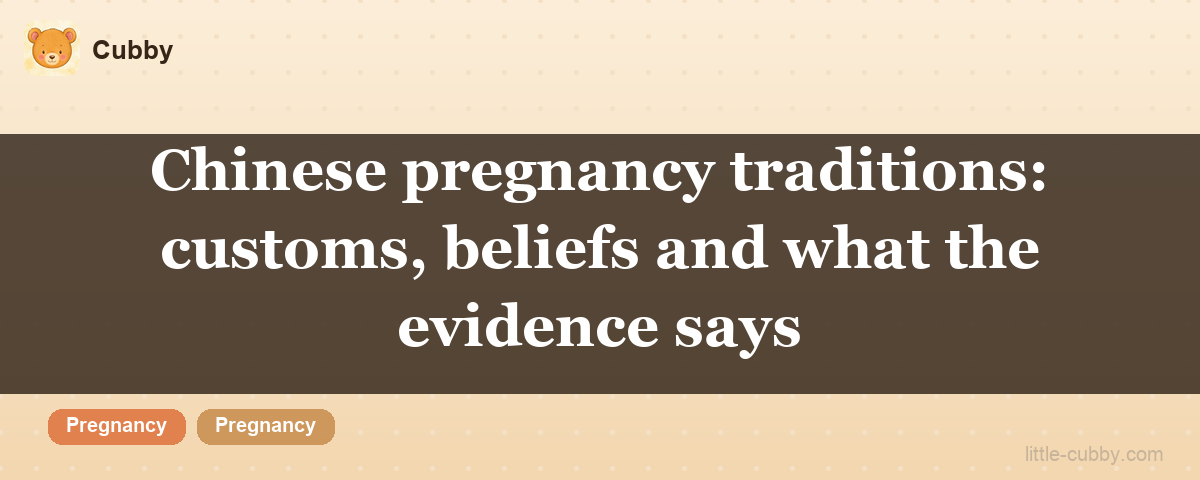 Cubby
Chinese pregnancy traditions:
customs, beliefs and what the
evidence says
Pregnancy Pregnancy
little-cubby.com